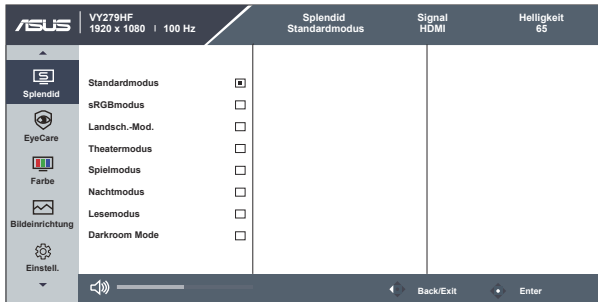 ASUS
VY279HF
1920 x 1080 I 100 Hz
Splendid
Standardmodus
Signal
HDMI
Helligkeit
65
Splendid
EyeCare
Farbe
Bildeinrichtung
Einstell.
Standardmodus
sRGBmodus
Landsch.-Mod.
Theatermodus
Spielmodus
Nachtmodus
Lesemodus
Darkroom Mode
Back/Exit
Enter